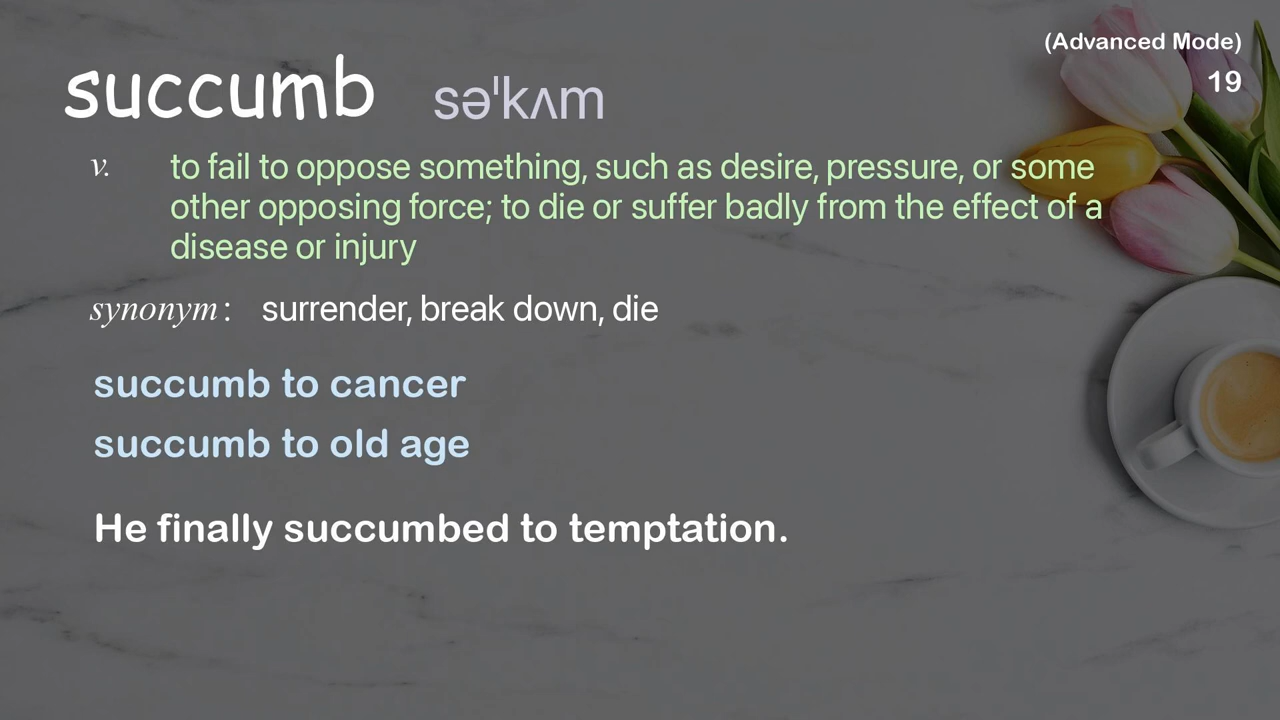 (Advanced Mode)
19
succumb səˈkʌm
v. to fail to oppose something, such as desire, pressure, or some
other opposing force; to die or suffer badly from the effect of a
disease or injury
synonym: surrender, break down, die
succumb to cancer
succumb to old age
He finally succumbed to temptation.